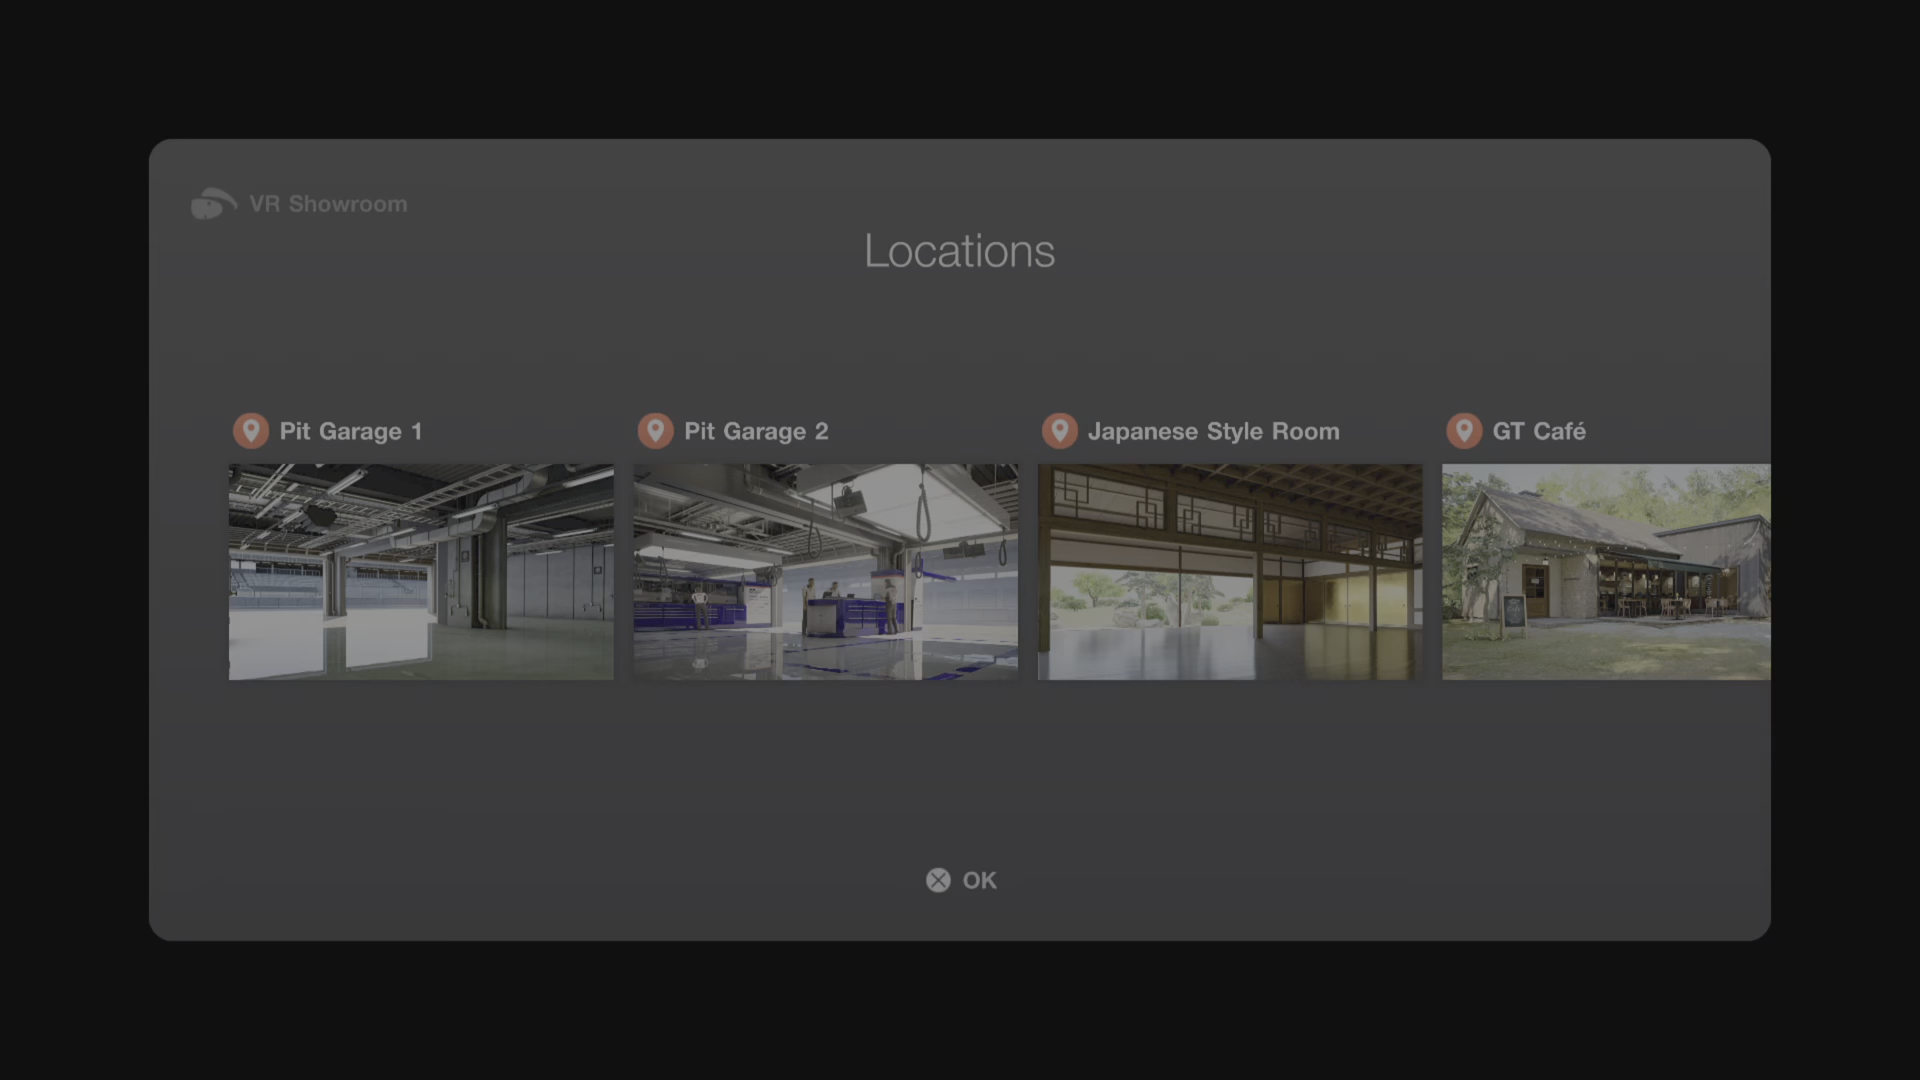 VR Showroom
Locations
Pit Garage 1
Pit Garage 2
Japanese Style Room
GT Café
OK